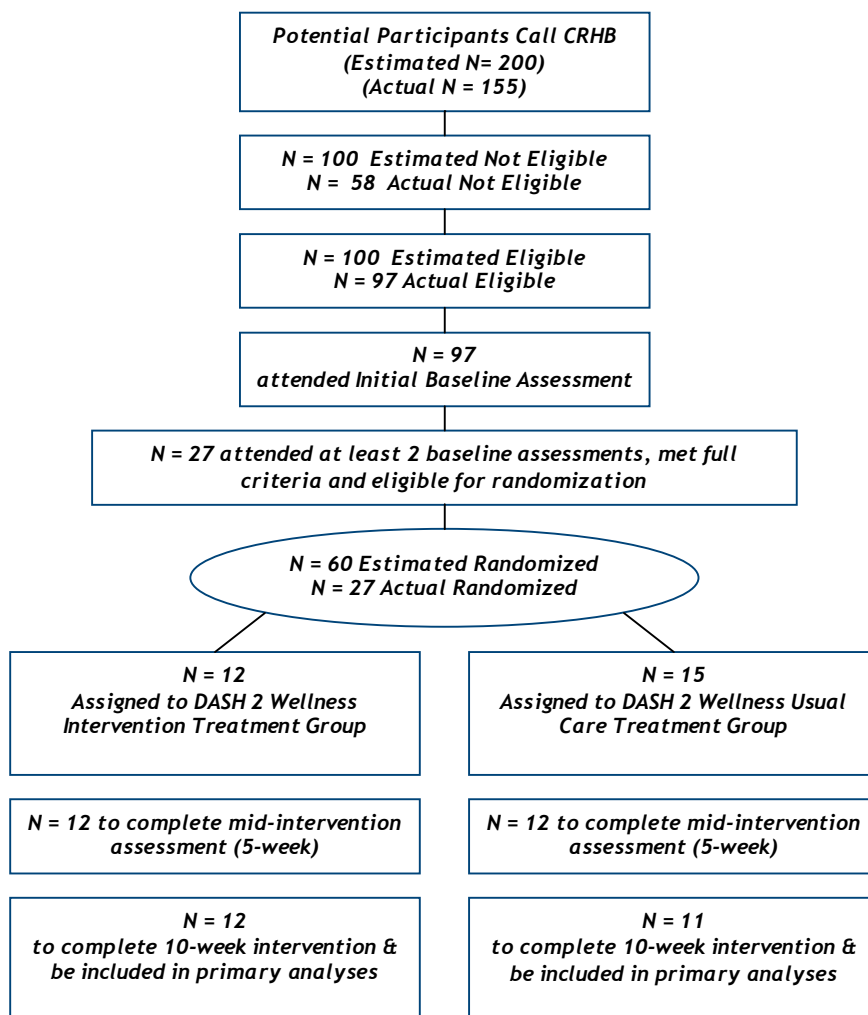 Potential Participants Call CRHB
(Estimated N= 200)
(Actual N = 155)
N = 100  Estimated Not Eligible
N =  58  Actual Not Eligible
N = 100  Estimated Eligible
N = 97 Actual Eligible
N = 97
attended Initial Baseline Assessment
N = 27 attended at least 2 baseline assessments, met full
criteria and eligible for randomization
N = 60 Estimated Randomized
N = 27 Actual Randomized
N = 12
Assigned to DASH 2 Wellness
Intervention Treatment Group
N = 15
Assigned to DASH 2 Wellness Usual
Care Treatment Group
N = 12 to complete mid-intervention
assessment (5-week)
N = 12 to complete mid-intervention
assessment (5-week)
N = 12
to complete 10-week intervention &
be included in primary analyses
N = 11
to complete 10-week intervention &
be included in primary analyses